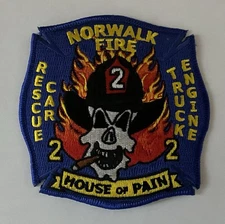 NORWALK
FIRE
2
RESCUE
CAR
2
TRUCK
ENGINE
2
HOUSE OF PAIN